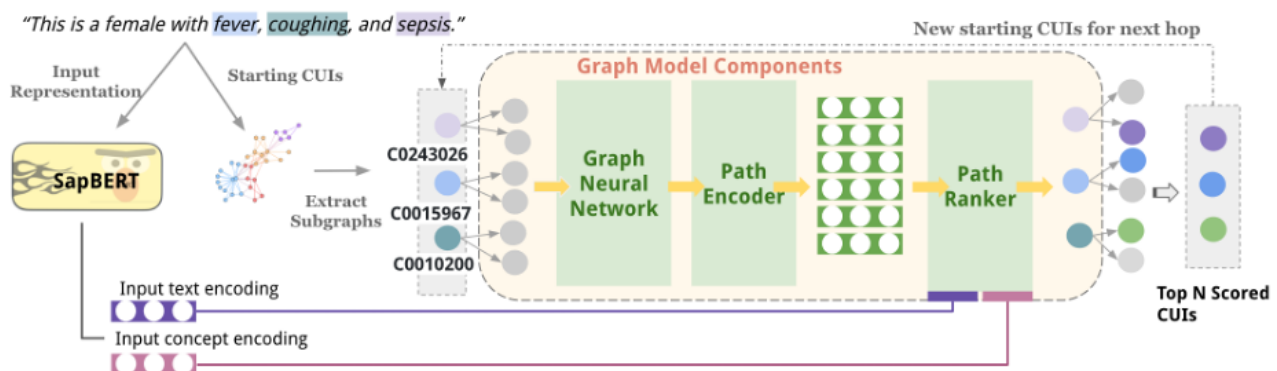 “This is a female with fever, coughing, and sepsis.”
New starting CUIs for next hop
Input
Representation
Starting CUIs
Graph Model Components
SapBERT
Extract
Subgraphs
C0243026
C0015967
C0010200
Graph
Neural
Network
Path
Encoder
Path
Ranker
Top N Scored
CUIs
Input text encoding
Input concept encoding